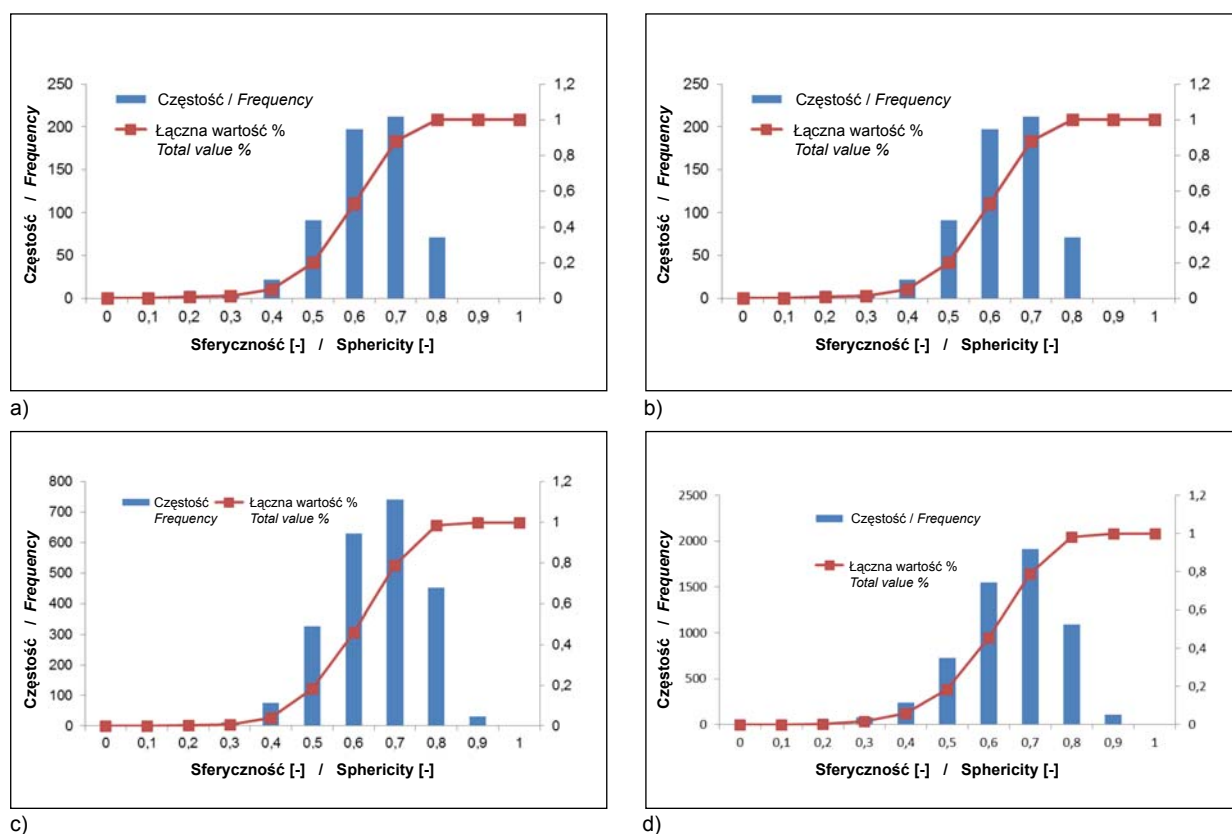 250
200
150
100
50
0
1,2
1
0,8
0,6
0,4
0,2
0
Częstość / Frequency
Częstość / Frequency
Łączna wartość %
Total value %
0 0,1 0,2 0,3 0,4 0,5 0,6 0,7 0,8 0,9 1
Sferyczność [-] / Sphericity [-]
a)
250
200
150
100
50
0
1,2
1
0,8
0,6
0,4
0,2
0
Częstość / Frequency
Częstość / Frequency
Łączna wartość %
Total value %
0 0,1 0,2 0,3 0,4 0,5 0,6 0,7 0,8 0,9 1
Sferyczność [-] / Sphericity [-]
b)
800
700
600
500
400
300
200
100
0
1,2
1
0,8
0,6
0,4
0,2
0
Częstość / Frequency
Częstość
Frequency
Łączna wartość %
Total value %
0 0,1 0,2 0,3 0,4 0,5 0,6 0,7 0,8 0,9 1
Sferyczność [-] / Sphericity [-]
c)
2500
2000
1500
1000
500
0
1,2
1
0,8
0,6
0,4
0,2
0
Częstość / Frequency
Częstość / Frequency
Łączna wartość %
Total value %
0 0,1 0,2 0,3 0,4 0,5 0,6 0,7 0,8 0,9 1
Sferyczność [-] / Sphericity [-]
d)